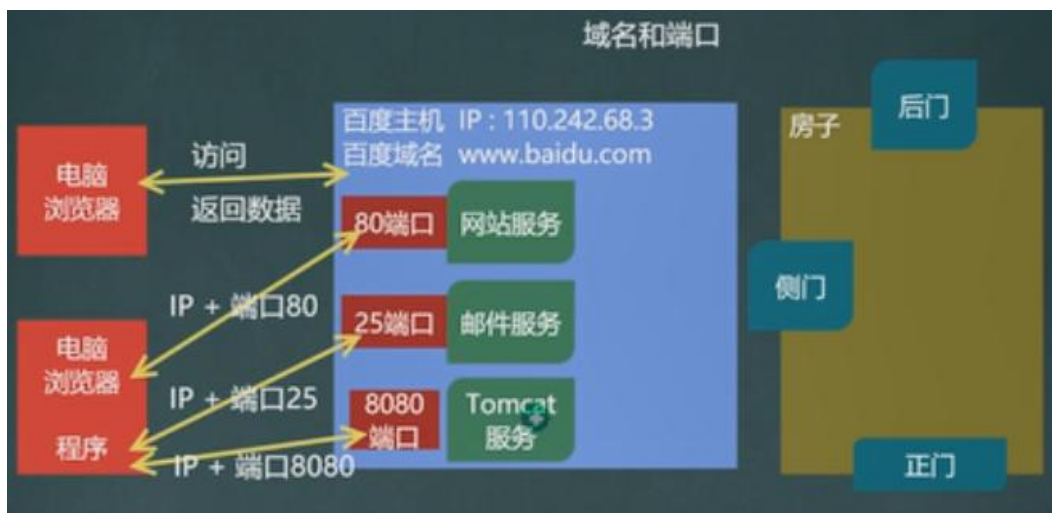 域名和端口
百度主机 IP : 110.242.68.3
百度域名 www.baidu.com
电脑
浏览器
访问
返回数据
80端口
网站服务
IP + 端口80
25端口
邮件服务
电脑
浏览器
程序
IP + 端口25
8080
端口
Tomcat
服务
IP + 端口8080
房子
后门
侧门
正门